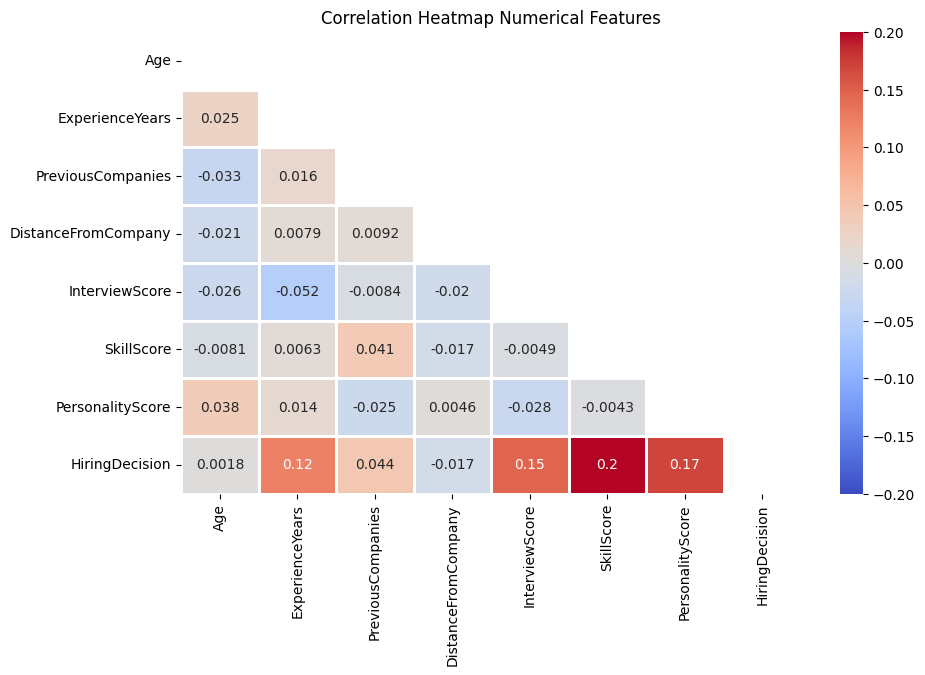 Correlation Heatmap Numerical Features
Age
ExperienceYears 0.025
PreviousCompanies -0.033 0.016
DistanceFromCompany -0.021 0.0079 0.0092
InterviewScore -0.026 -0.052 -0.0084 -0.02
SkillScore -0.0081 0.0063 0.041 -0.017 -0.0049
PersonalityScore 0.038 0.014 -0.025 0.0046 -0.028 -0.0043
HiringDecision 0.0018 0.12 0.044 -0.017 0.15 0.2 0.17
Age
ExperienceYears
PreviousCompanies
DistanceFromCompany
InterviewScore
SkillScore
PersonalityScore
HiringDecision
0.20
0.15
0.10
0.05
0.00
−0.05
−0.10
−0.15
−0.20